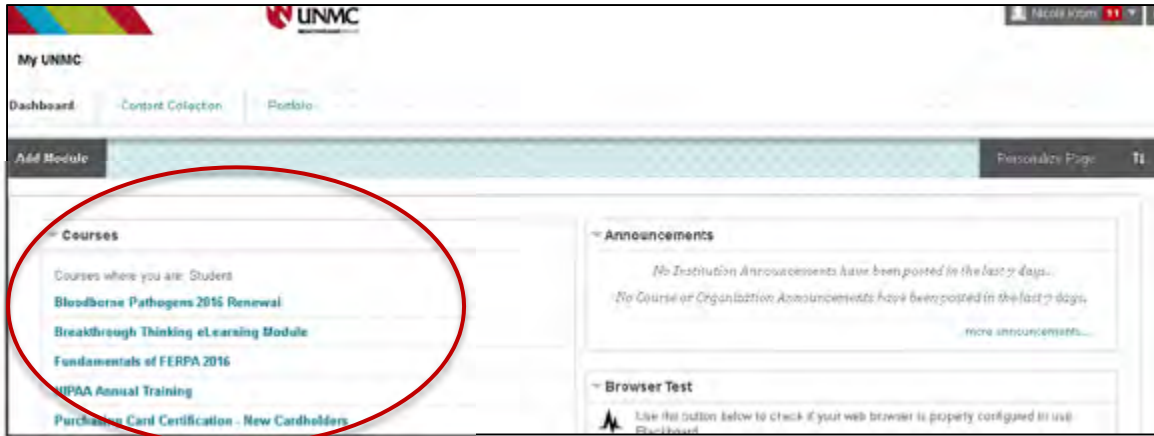 UNMC
Nicole 11
My UNMC
Dashboard Content Collection Portfolio
Add Module
Personalize Page
Courses
Courses where you are: Student
Bloodborne Pathogens 2016 Renewal
Breakthrough Thinking eLearning Module
Fundamentals of FERPA 2016
HIPAA Annual Training
Purchasing Card Certification - New Cardholders
Announcements
No Institution Announcements have been posted in the last 7 days.
No Course or Organization Announcements have been posted in the last 7 days.
more announcements...
Browser Test
Use the button below to check if your web browser is properly configured to use
Blackboard